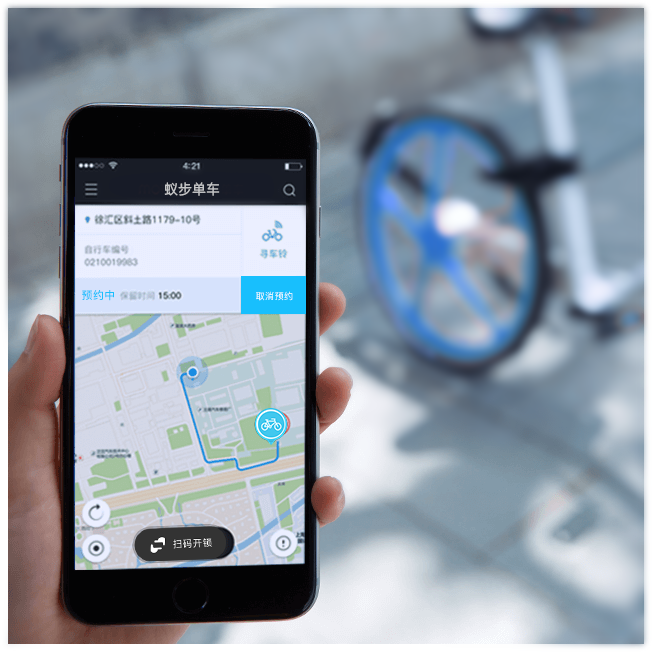 4:21
蚁步单车
徐汇区斜土路1179-10号
自行车编号
0210019983
寻车铃
预约中 保留时间 15:00
取消预约
扫码开锁